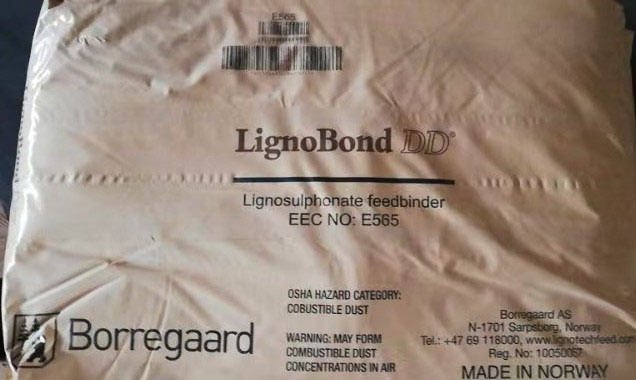 E565
LignoBond DD®
Lignosulphonate feedbinder
EEC NO: E565
OSHA HAZARD CATEGORY:
COBUSTIBLE DUST
WARNING: MAY FORM
COMBUSTIBLE DUST
CONCENTRATIONS IN AIR
Borregaard
Borregaard AS
N-1701 Sarpsborg, Norway
Tel.: +47 69 118000, www.lignotechfeed.com
Reg. No: 10050057
MADE IN NORWAY